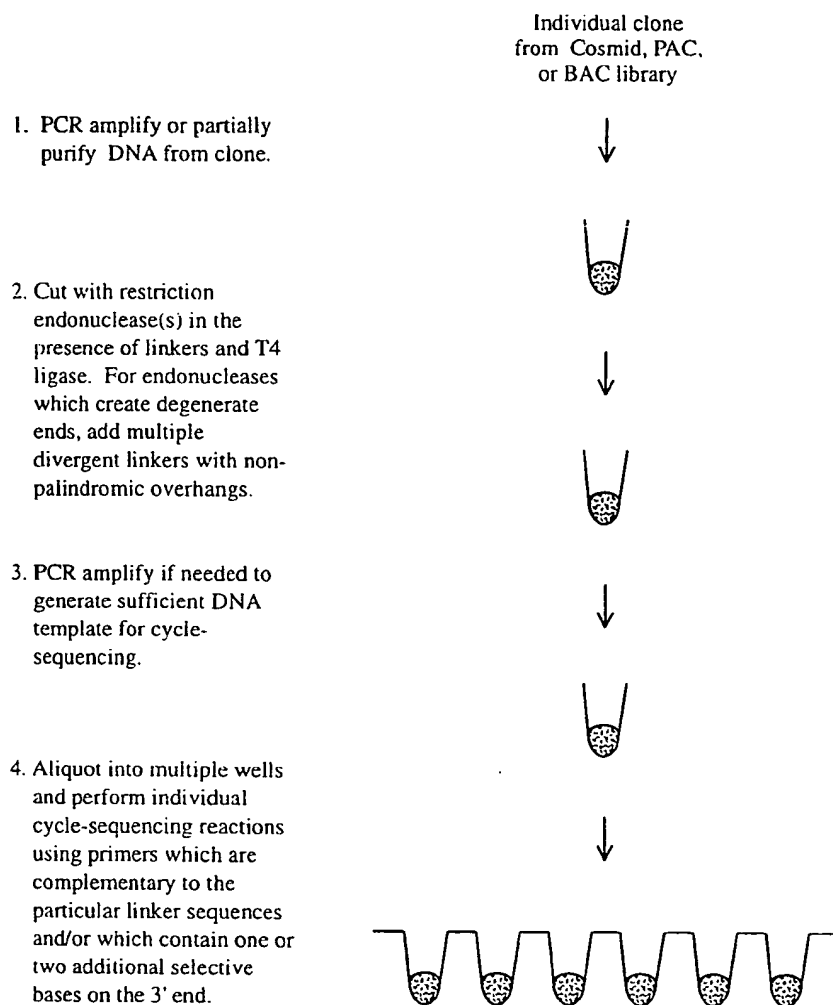 Individual clone
from Cosmid, PAC,
or BAC library
1. PCR amplify or partially
purify DNA from clone.
2. Cut with restriction
endonuclease(s) in the
presence of linkers and T4
ligase. For endonucleases
which create degenerate
ends, add multiple
divergent linkers with non-
palindromic overhangs.
3. PCR amplify if needed to
generate sufficient DNA
template for cycle-
sequencing.
4. Aliquot into multiple wells
and perform individual
cycle-sequencing reactions
using primers which are
complementary to the
particular linker sequences
and/or which contain one or
two additional selective
bases on the 3' end.